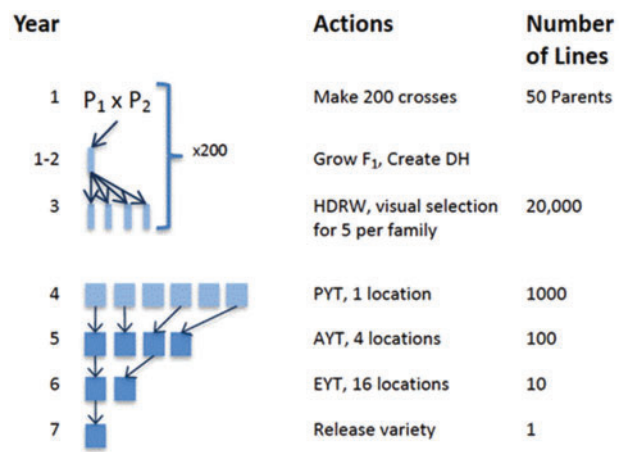 Year Actions Number of Lines
1 P₁ x P₂ Make 200 crosses 50 Parents
x200
1-2 Grow F₁, Create DH
3 HDRW, visual selection for 5 per family 20,000
4 PYT, 1 location 1000
5 AYT, 4 locations 100
6 EYT, 16 locations 10
7 Release variety 1